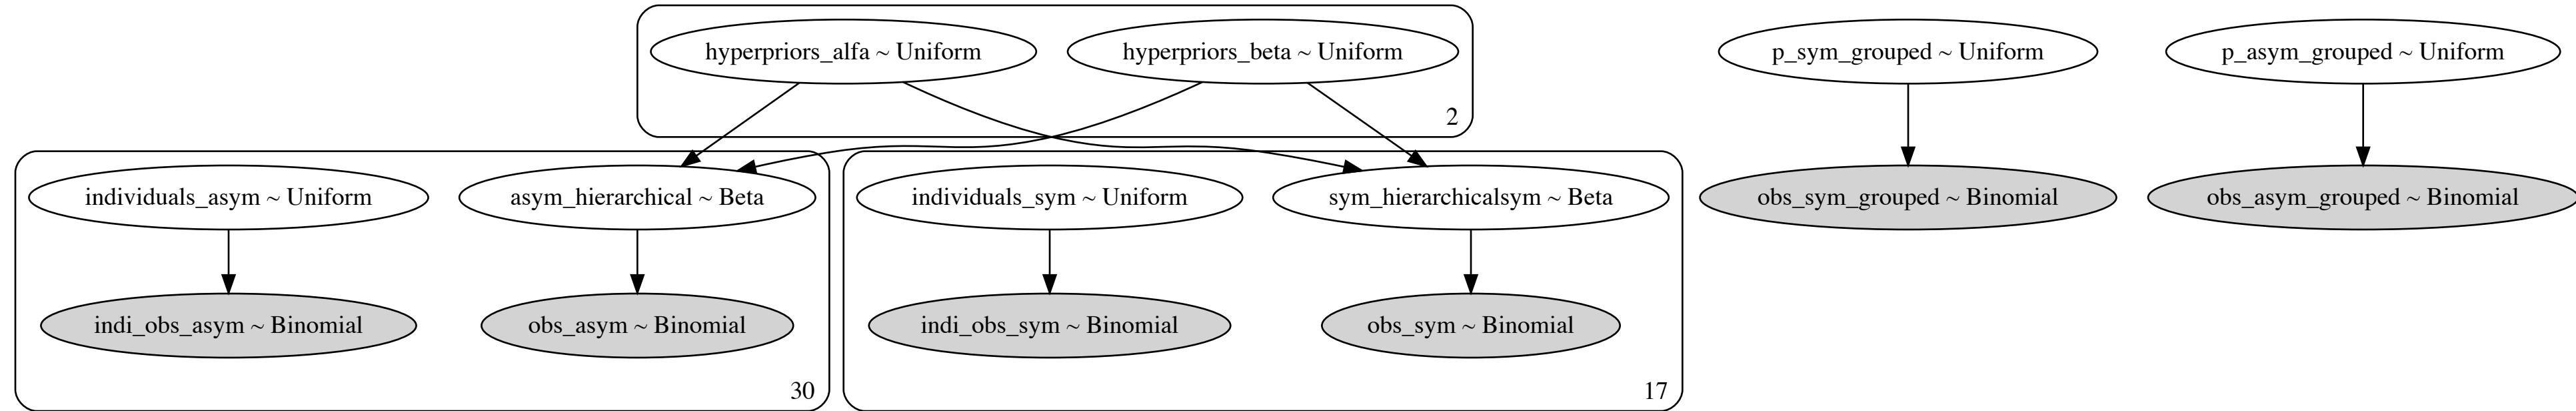 hyperpriors_alfa ~ Uniform
hyperpriors_beta ~ Uniform
p_sym_grouped ~ Uniform
p_asym_grouped ~ Uniform
2
individuals_asym ~ Uniform
asym_hierarchical ~ Beta
individuals_sym ~ Uniform
sym_hierarchicalsym ~ Beta
obs_sym_grouped ~ Binomial
obs_asym_grouped ~ Binomial
indi_obs_asym ~ Binomial
obs_asym ~ Binomial
indi_obs_sym ~ Binomial
obs_sym ~ Binomial
30
17